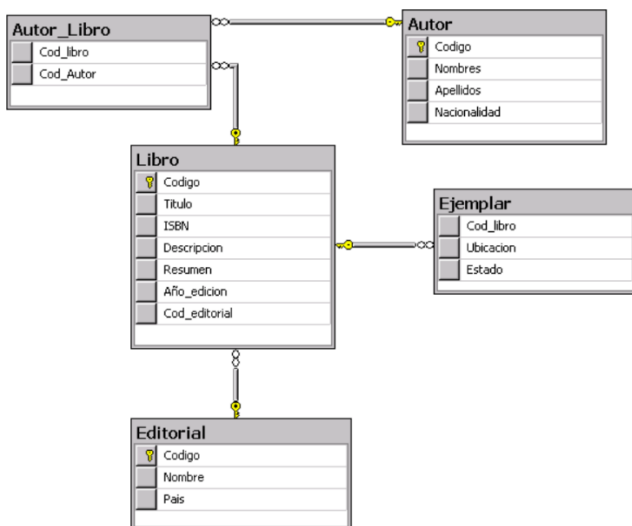 Autor_Libro
Cod_libro
Cod_Autor
Autor
Codigo
Nombres
Apellidos
Nacionalidad
Libro
Codigo
Titulo
ISBN
Descripcion
Resumen
Año_edicion
Cod_editorial
Ejemplar
Cod_libro
Ubicacion
Estado
Editorial
Codigo
Nombre
Pais